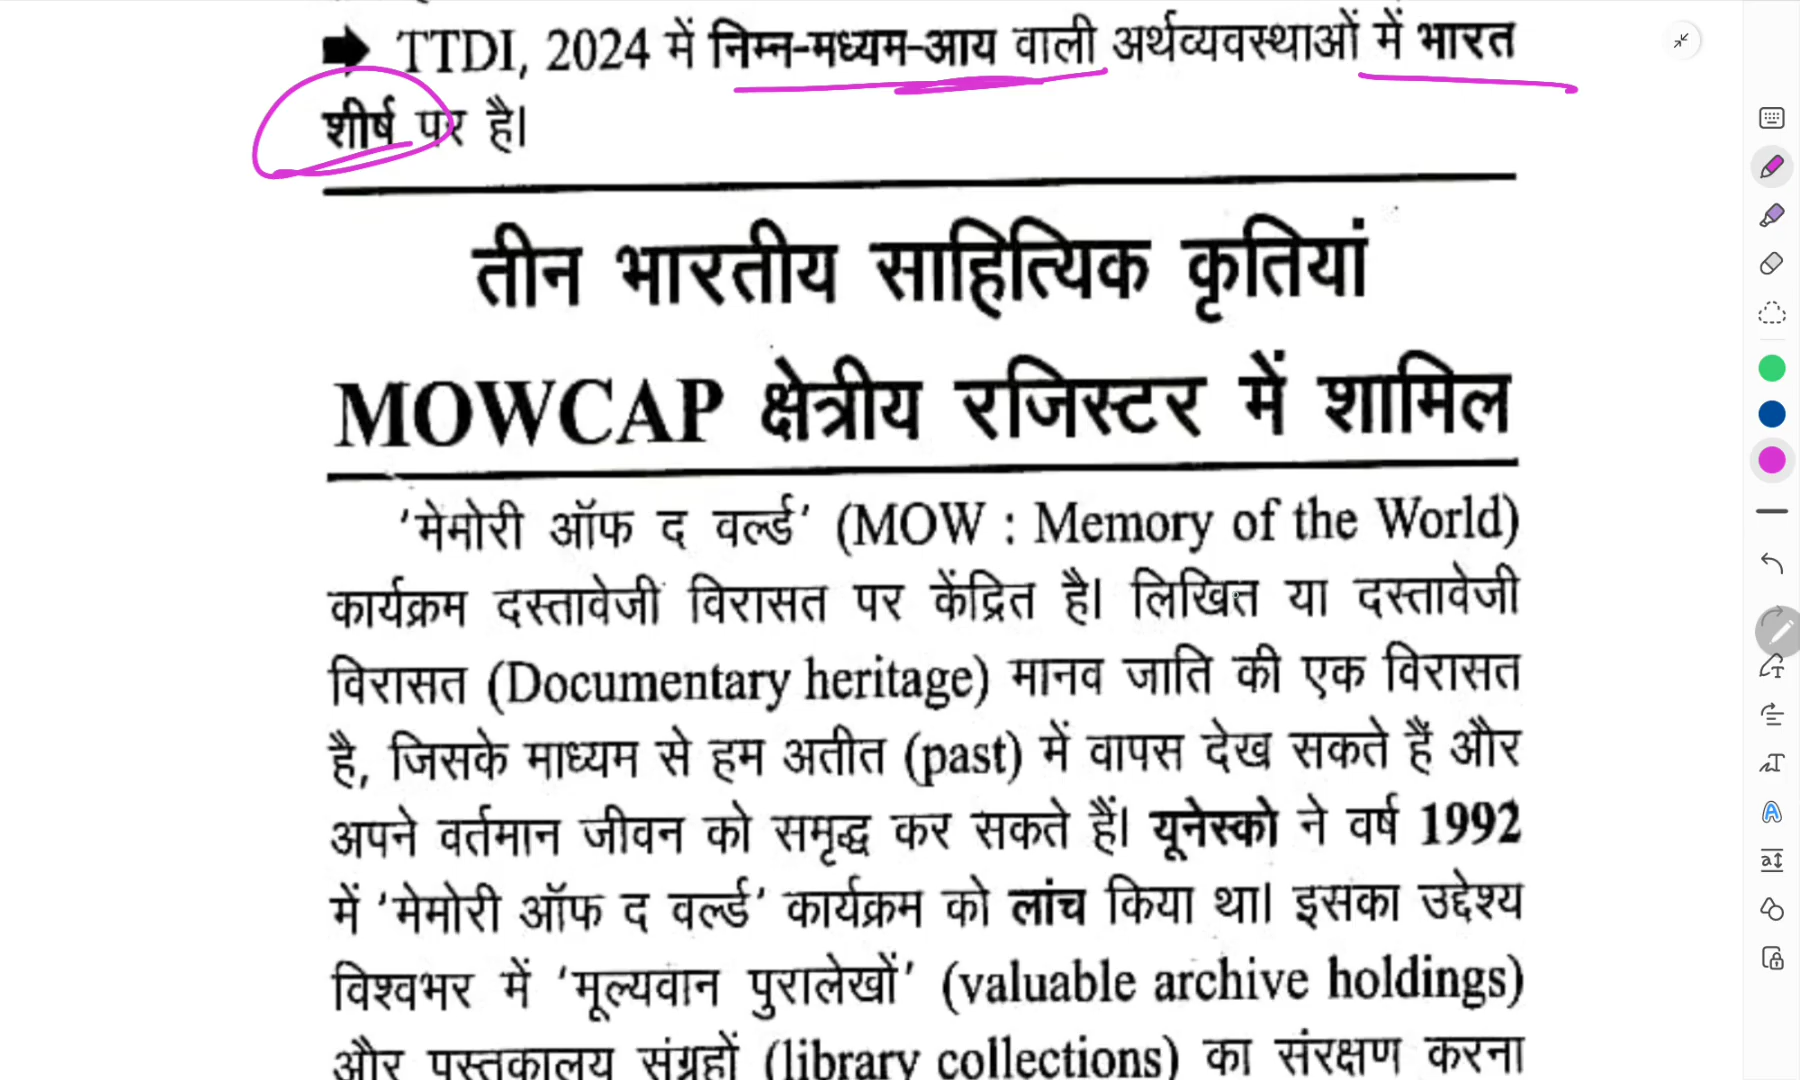 ➡ TTDI, 2024 में निम्न-मध्यम-आय वाली अर्थव्यवस्थाओं में भारत
शीर्ष पर है।
तीन भारतीय साहित्यिक कृतियां
MOWCAP क्षेत्रीय रजिस्टर में शामिल
'मेमोरी ऑफ द वर्ल्ड' (MOW : Memory of the World)
कार्यक्रम दस्तावेजी विरासत पर केंद्रित है। लिखित या दस्तावेजी
विरासत (Documentary heritage) मानव जाति की एक विरासत
है, जिसके माध्यम से हम अतीत (past) में वापस देख सकते हैं और
अपने वर्तमान जीवन को समृद्ध कर सकते हैं। यूनेस्को ने वर्ष 1992
में 'मेमोरी ऑफ द वर्ल्ड' कार्यक्रम को लांच किया था। इसका उद्देश्य
विश्वभर में 'मूल्यवान पुरालेखों' (valuable archive holdings)
और पुस्तकालय संग्रहों (library collections) का संरक्षण करना